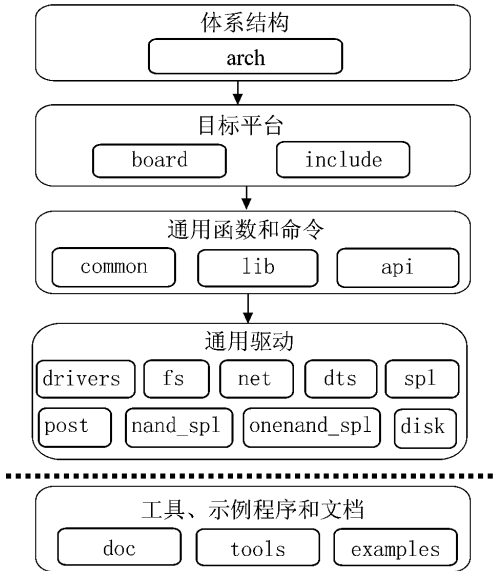 体系结构
arch
目标平台
board include
通用函数和命令
common lib api
通用驱动
drivers fs net dts spl
post nand_spl onenand_spl disk
工具、示例程序和文档
doc tools examples